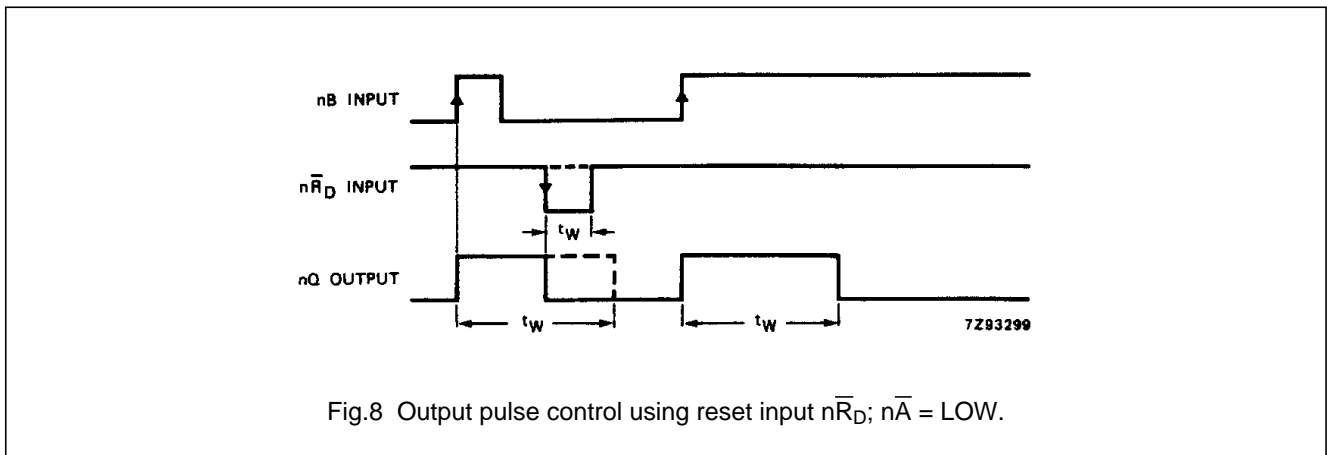 nB INPUT
nR̅D INPUT
tW
nQ OUTPUT
tW
tW
7Z93299
Fig.8 Output pulse control using reset input nR̅D; nA̅ = LOW.